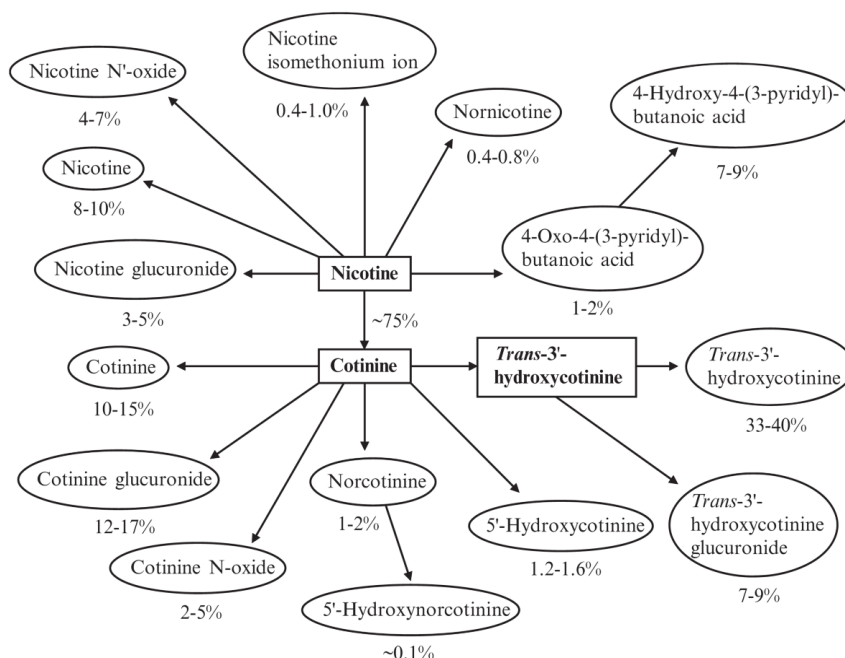 Nicotine
isomethonium ion
0.4-1.0%
Nicotine N'-oxide
4-7%
Nornicotine
0.4-0.8%
4-Hydroxy-4-(3-pyridyl)-
butanoic acid
7-9%
Nicotine
8-10%
4-Oxo-4-(3-pyridyl)-
butanoic acid
1-2%
Nicotine glucuronide
3-5%
Nicotine
~75%
Cotinine
10-15%
Cotinine
Trans-3'-
hydroxycotinine
Trans-3'-
hydroxycotinine
33-40%
Cotinine glucuronide
12-17%
Norcotinine
1-2%
5'-Hydroxycotinine
1.2-1.6%
Trans-3'-
hydroxycotinine
glucuronide
7-9%
Cotinine N-oxide
2-5%
5'-Hydroxynorcotinine
~0.1%